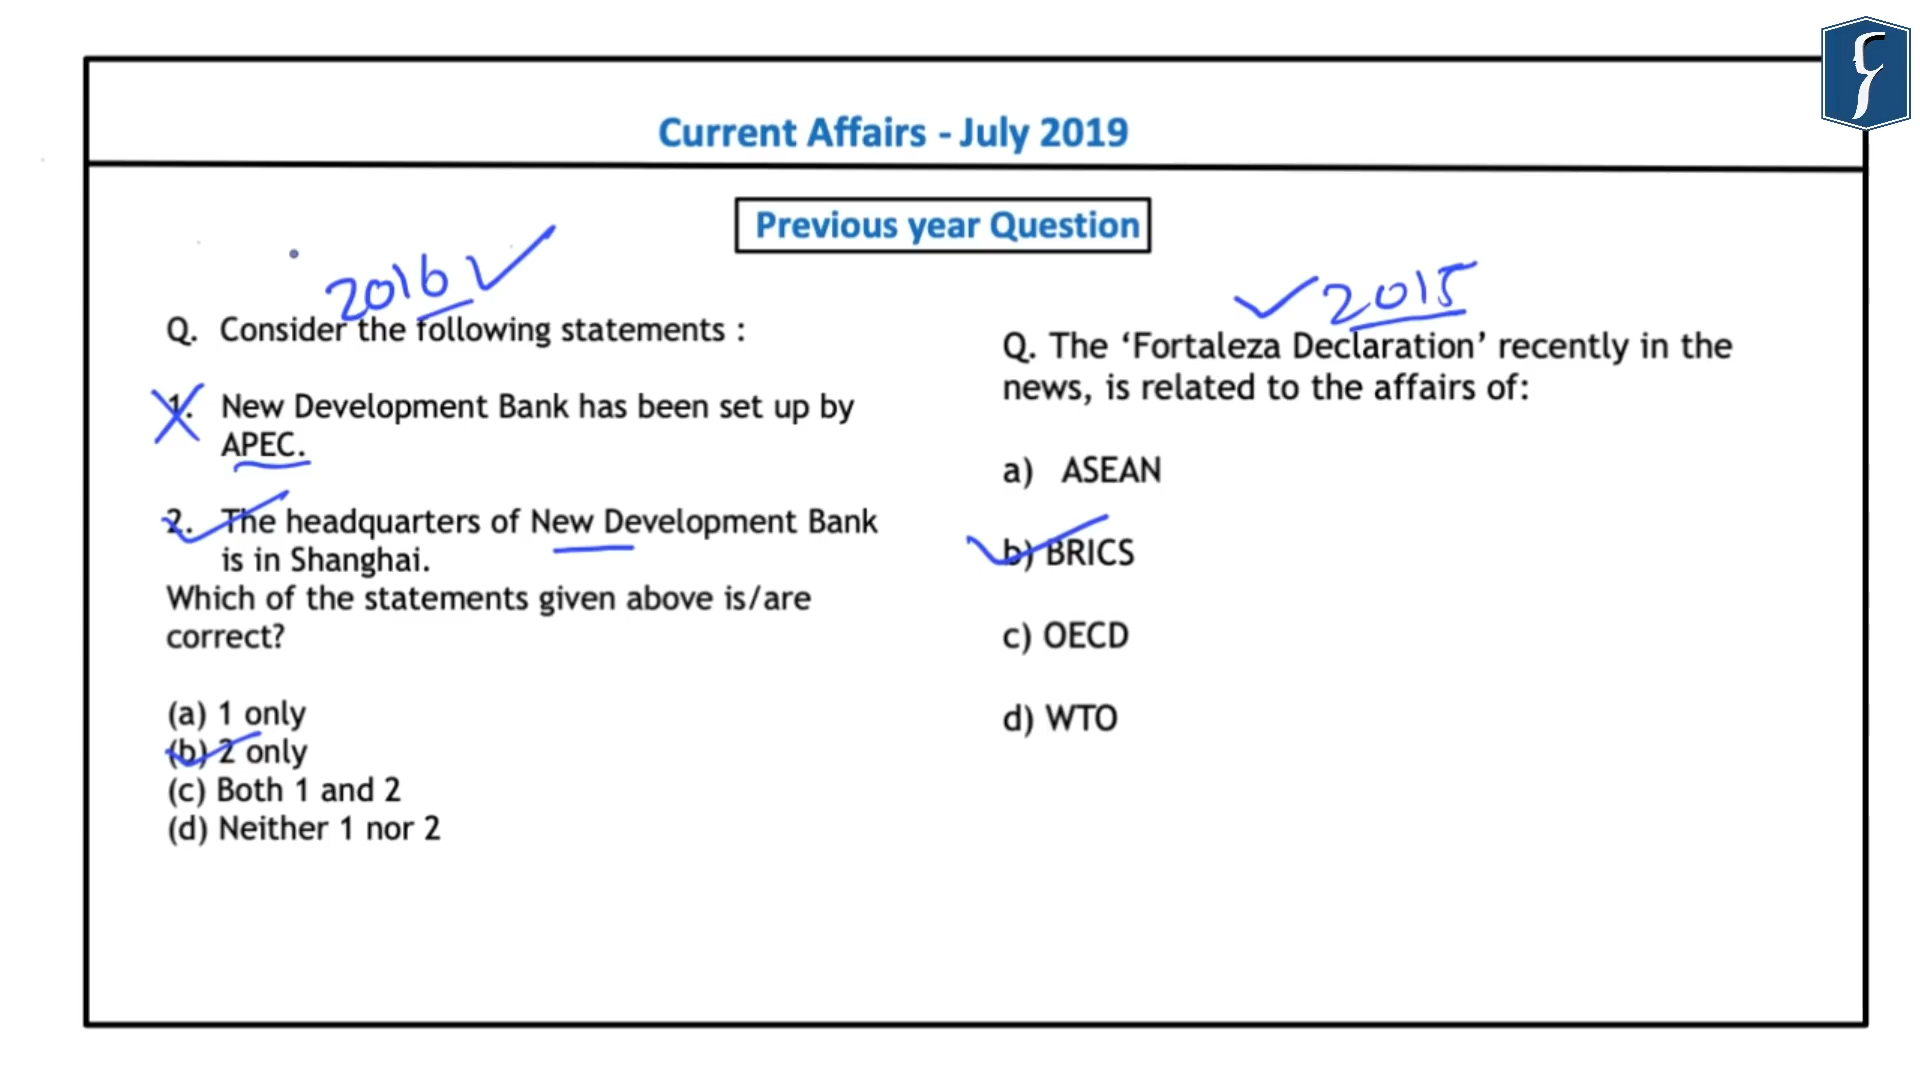 Current Affairs - July 2019
Previous year Question
2016
Q. Consider the following statements :
1. New Development Bank has been set up by
APEC.
2. The headquarters of New Development Bank
is in Shanghai.
Which of the statements given above is/are
correct?
(a) 1 only
(b) 2 only
(c) Both 1 and 2
(d) Neither 1 nor 2
2015
Q. The ‘Fortaleza Declaration’ recently in the
news, is related to the affairs of:
a) ASEAN
b) BRICS
c) OECD
d) WTO